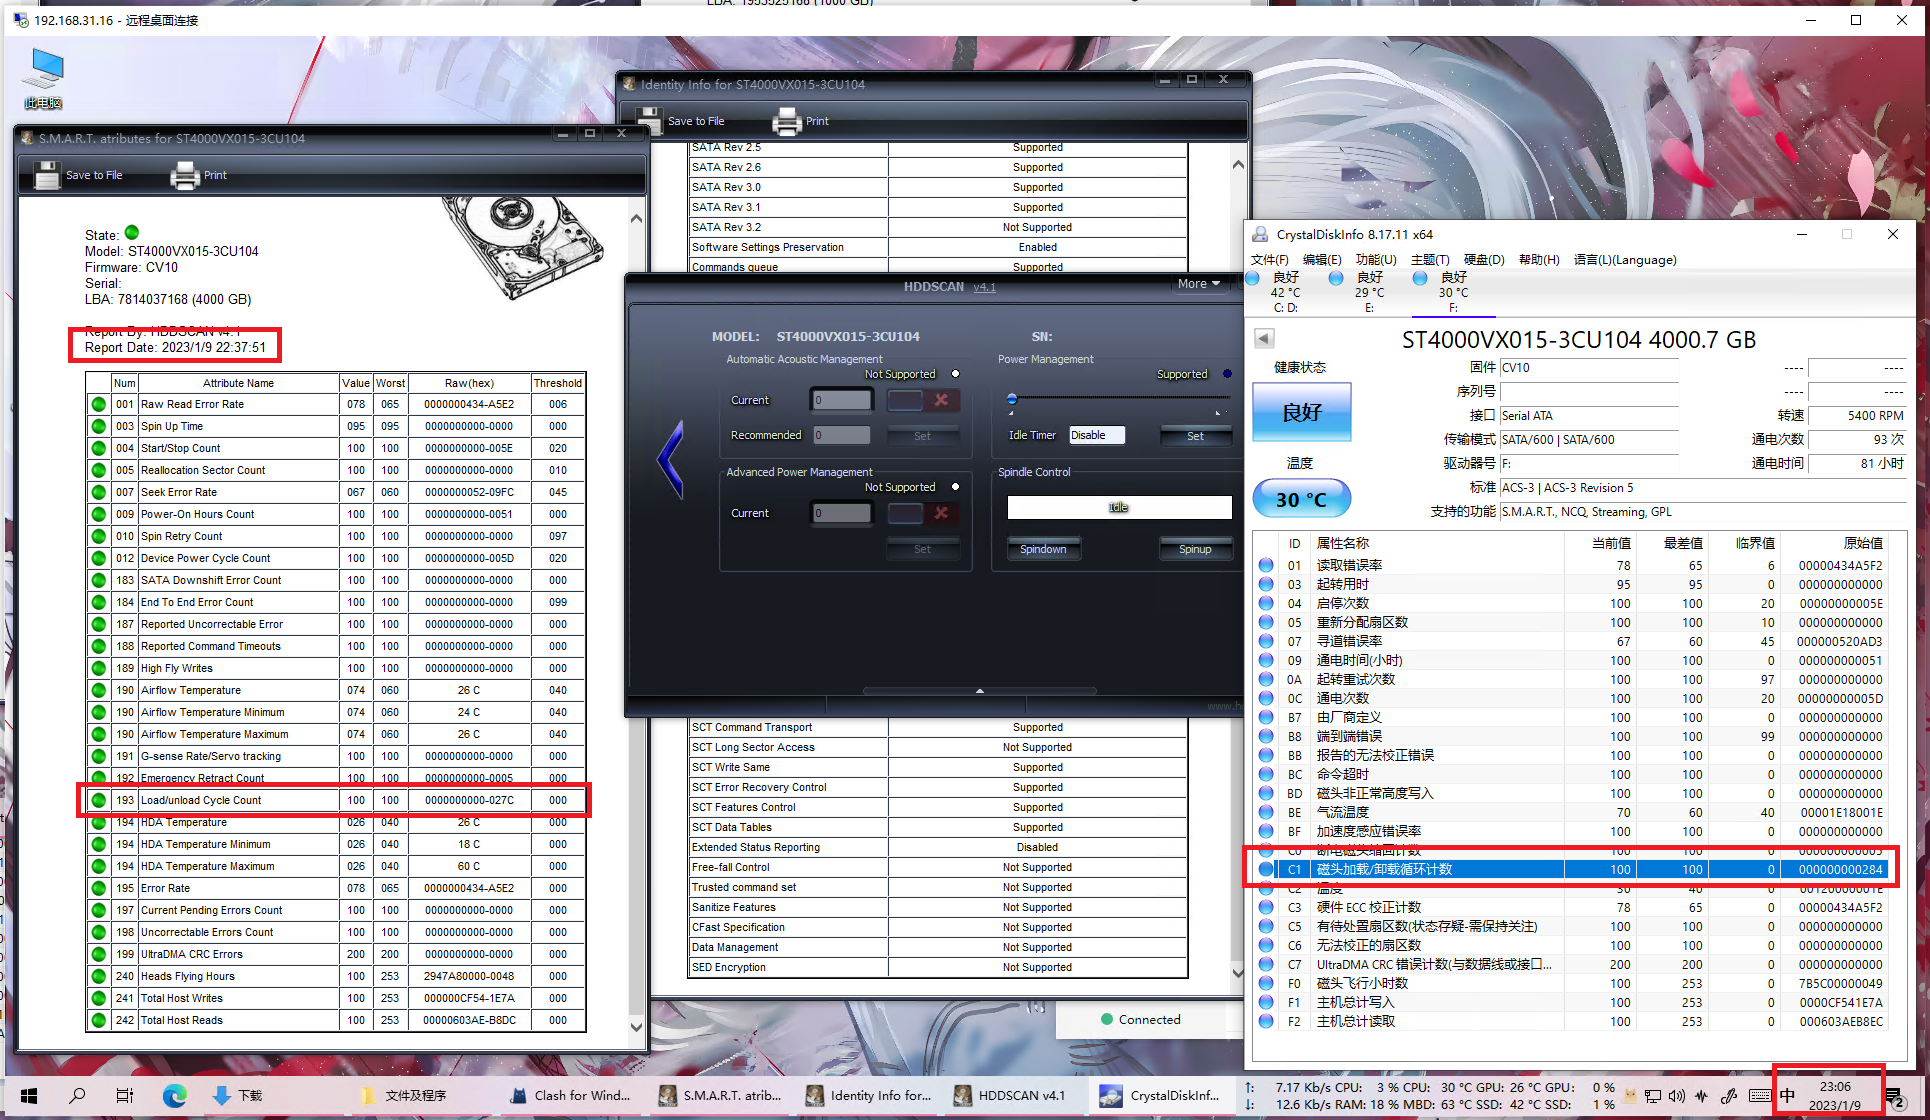 LBA: 1953525168 (1000 GB)
192.168.31.16 - 远程桌面连接
此电脑
Identity Info for ST4000VX015-3CU104
Save to File
Print
SATA Rev 2.5 Supported
SATA Rev 2.6 Supported
SATA Rev 3.0 Supported
SATA Rev 3.1 Supported
SATA Rev 3.2 Not Supported
Software Settings Preservation Enabled
Commands queue Supported
SCT Command Transport Supported
SCT Long Sector Access Not Supported
SCT Write Same Supported
SCT Error Recovery Control Supported
SCT Features Control Supported
SCT Data Tables Supported
Extended Status Reporting Disabled
Free-fall Control Not Supported
Trusted command set Not Supported
Sanitize Features Not Supported
CFast Specification Not Supported
Data Management Not Supported
SED Encryption Not Supported
S.M.A.R.T. atributes for ST4000VX015-3CU104
Save to File
Print
State:
Model: ST4000VX015-3CU104
Firmware: CV10
Serial:
LBA: 7814037168 (4000 GB)
Report By: HDDSCAN v4.1
Report Date: 2023/1/9 22:37:51
Num Attribute Name Value Worst Raw(hex) Threshold
001 Raw Read Error Rate 078 065 0000000434-A5E2 006
003 Spin Up Time 095 095 0000000000-0000 000
004 Start/Stop Count 100 100 0000000000-005E 020
005 Reallocation Sector Count 100 100 0000000000-0000 010
007 Seek Error Rate 067 060 0000000052-09FC 045
009 Power-On Hours Count 100 100 0000000000-0051 000
010 Spin Retry Count 100 100 0000000000-0000 097
012 Device Power Cycle Count 100 100 0000000000-005D 020
183 SATA Downshift Error Count 100 100 0000000000-0000 000
184 End To End Error Count 100 100 0000000000-0000 099
187 Reported Uncorrectable Error 100 100 0000000000-0000 000
188 Reported Command Timeouts 100 100 0000000000-0000 000
189 High Fly Writes 100 100 0000000000-0000 000
190 Airflow Temperature 074 060 26 C 040
190 Airflow Temperature Minimum 074 060 24 C 040
190 Airflow Temperature Maximum 074 060 26 C 040
191 G-sense Rate/Servo tracking 100 100 0000000000-0000 000
192 Emergency Retract Count 100 100 0000000000-0005 000
193 Load/unload Cycle Count 100 100 0000000000-027C 000
194 HDA Temperature 026 040 26 C 000
194 HDA Temperature Minimum 026 040 18 C 000
194 HDA Temperature Maximum 026 040 60 C 000
195 Error Rate 078 065 0000000434-A5E2 000
197 Current Pending Errors Count 100 100 0000000000-0000 000
198 Uncorrectable Errors Count 100 100 0000000000-0000 000
199 UltraDMA CRC Errors 200 200 0000000000-0000 000
240 Heads Flying Hours 100 253 2947A80000-0048 000
241 Total Host Writes 100 253 000000CF54-1E7A 000
242 Total Host Reads 100 253 00000603AE-B8DC 000
HDDSCAN v4.1
More
MODEL: ST4000VX015-3CU104 SN:
Automatic Acoustic Management
Not Supported
Current 0
Recommended 0 Set
Advanced Power Management
Not Supported
Current 0
Set
Power Management
Supported
Idle Timer Disable Set
Spindle Control
Idle
Spindown Spinup
www.h
Connected
CrystalDiskInfo 8.17.11 x64
文件(F) 编辑(E) 功能(U) 主题(T) 硬盘(D) 帮助(H) 语言(L)(Language)
良好 良好 良好
42 °C 29 °C 30 °C
C: D: E: F:
ST4000VX015-3CU104 4000.7 GB
健康状态
良好
温度
30 °C
固件 CV10 ---- ----
序列号 ---- ----
接口 Serial ATA 转速 5400 RPM
传输模式 SATA/600 | SATA/600 通电次数 93 次
驱动器号 F: 通电时间 81 小时
标准 ACS-3 | ACS-3 Revision 5
支持的功能 S.M.A.R.T., NCQ, Streaming, GPL
ID 属性名称 当前值 最差值 临界值 原始值
01 读取错误率 78 65 6 00000434A5F2
03 起转用时 95 95 0 000000000000
04 启停次数 100 100 20 00000000005E
05 重新分配扇区数 100 100 10 000000000000
07 寻道错误率 67 60 45 000000520AD3
09 通电时间(小时) 100 100 0 000000000051
0A 起转重试次数 100 100 97 000000000000
0C 通电次数 100 100 20 00000000005D
B7 由厂商定义 100 100 0 000000000000
B8 端到端错误 100 100 99 000000000000
BB 报告的无法校正错误 100 100 0 000000000000
BC 命令超时 100 100 0 000000000000
BD 磁头非正常高度写入 100 100 0 000000000000
BE 气流温度 70 60 40 00001E18001E
BF 加速度感应错误率 100 100 0 000000000000
C0 断电磁头缩回计数 100 100 0 000000000005
C1 磁头加载/卸载循环计数 100 100 0 000000000284
C2 温度 30 40 0 00120000001E
C3 硬件 ECC 校正计数 78 65 0 00000434A5F2
C5 有待处置扇区数(状态存疑-需保持关注) 100 100 0 000000000000
C6 无法校正的扇区数 100 100 0 000000000000
C7 UltraDMA CRC 错误计数(与数据线或接口... 200 200 0 000000000000
F0 磁头飞行小时数 100 253 0 7B5C00000049
F1 主机总计写入 100 253 0 0000CF541E7A
F2 主机总计读取 100 253 0 000603AEB8EC
下载
文件及程序
Clash for Wind...
S.M.A.R.T. atrib...
Identity Info for...
HDDSCAN v4.1
CrystalDiskInf...
↑: 7.17 Kb/s CPU: 3 % CPU: 30 °C GPU: 26 °C GPU: 0 %
↓: 12.6 Kb/s RAM: 18 % MBD: 63 °C SSD: 42 °C SSD: 1 %
中
23:06
2023/1/9
2